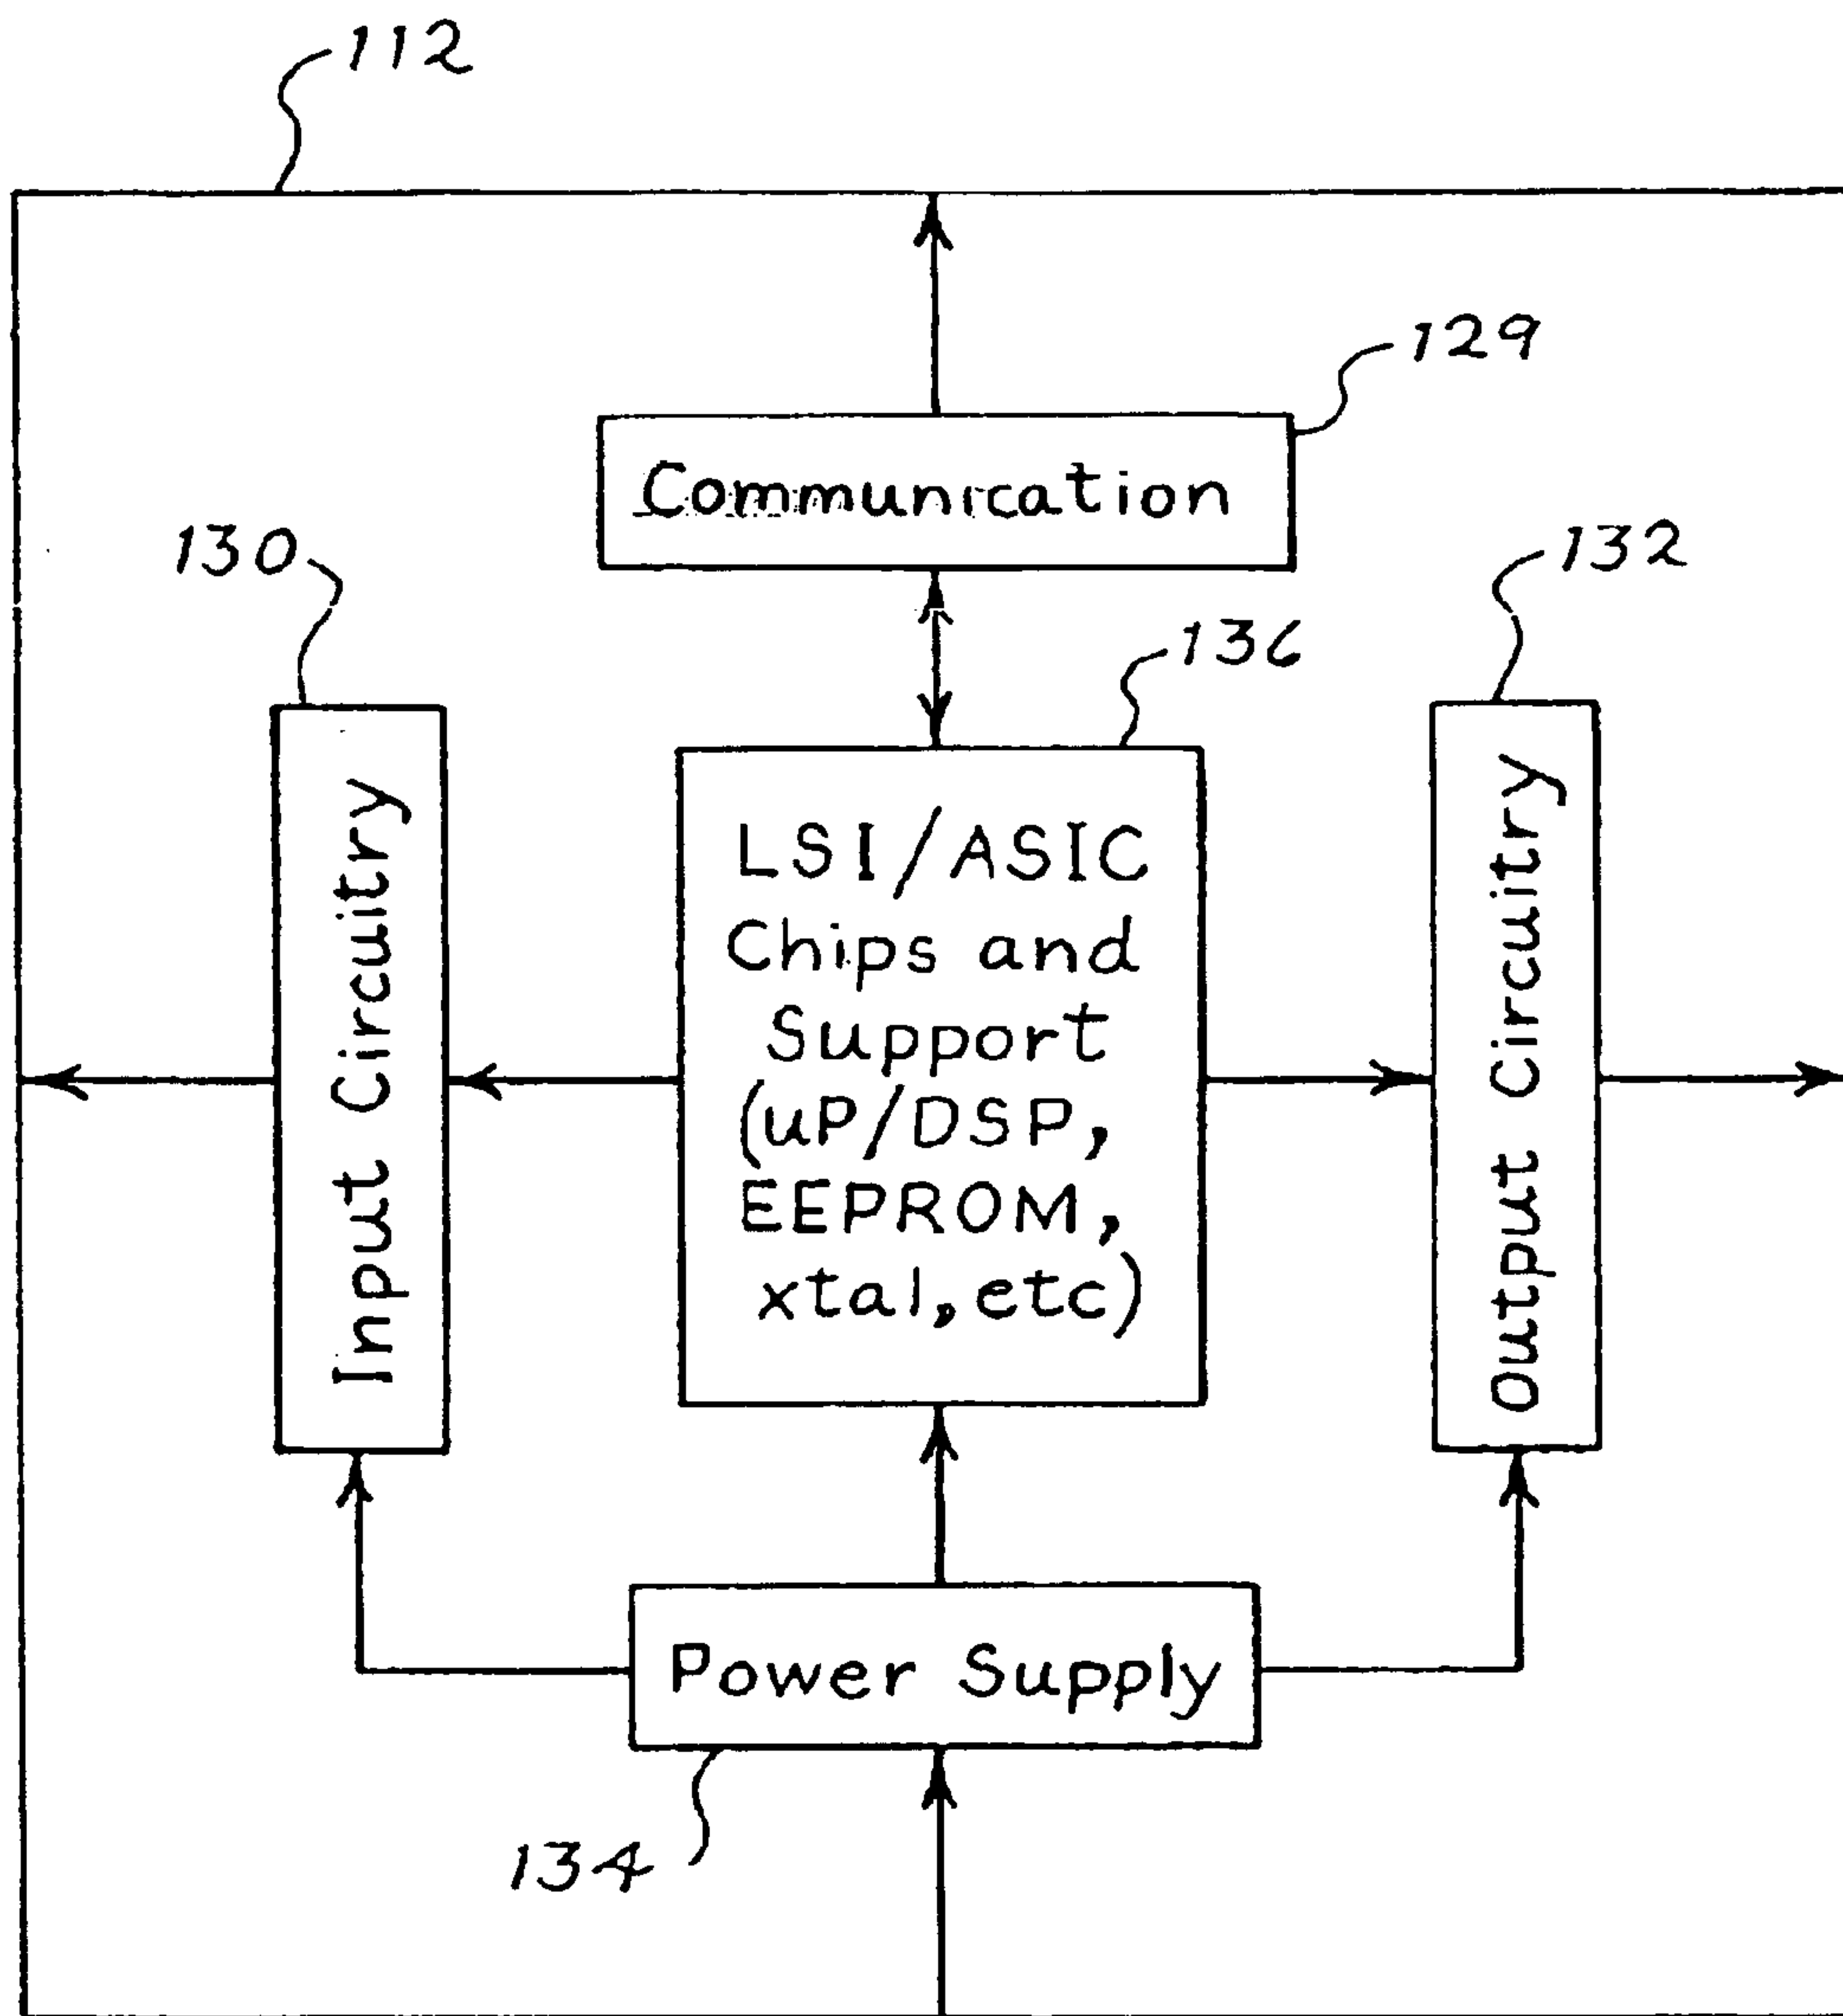 112
129
Communication
130
132
136
Input Circuitry
LSI/ASIC
Chips and
Support
(uP/DSP,
EEPROM,
xtal,etc)
Output Circuitry
Power Supply
134